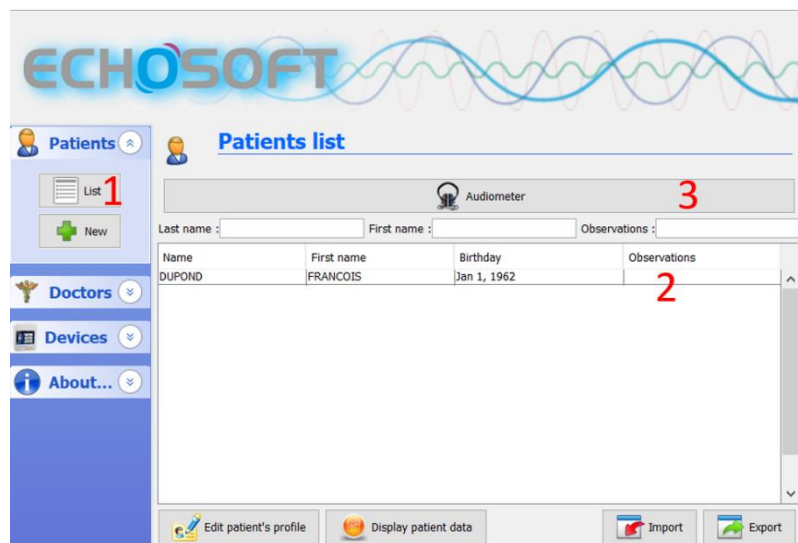 ECHOSOFT
Patients
List 1
New
Doctors
Devices
About...
Patients list
Audiometer 3
Last name : First name : Observations :
Name First name Birthday Observations
DUPOND FRANCOIS Jan 1, 1962
2
Edit patient's profile Display patient data Import Export